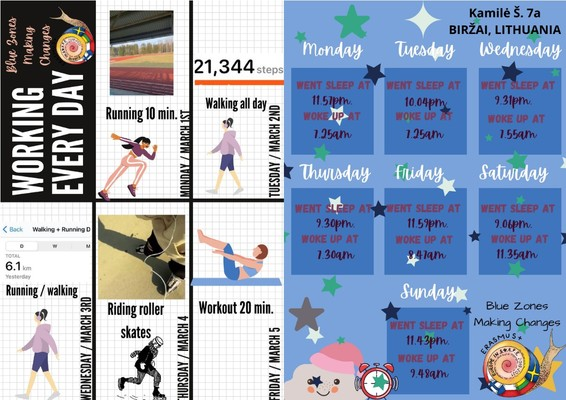 Blue Zones
Making
Changes
WORKING
EVERY DAY
Running 10 min.
MONDAY / MARCH 1ST
21,344 steps
Walking all day
TUESDAY / MARCH 2ND
Back
Walking + Running D
D W M
TOTAL
6.1 km
Yesterday
Running / walking
WEDNESDAY / MARCH 3RD
Riding roller
skates
THURSDAY / MARCH 4
Workout 20 min.
FRIDAY / MARCH 5
Kamilė Š. 7a
BIRŽAI, LITHUANIA
Monday
WENT SLEEP AT
11.57pm.
WOKE UP AT
7.25am
Tuesday
WENT SLEEP AT
10.04pm.
WOKE UP AT
7.25am
Wednesday
WENT SLEEP AT
9.31pm.
WOKE UP AT
7.55am
Thursday
WENT SLEEP AT
9.30pm.
WOKE UP AT
7.30am
Friday
WENT SLEEP AT
11.59pm.
WOKE UP AT
Saturday
WENT SLEEP AT
9.06pm.
WOKE UP AT
11.35am
Sunday
WENT SLEEP AT
11.43pm.
WOKE UP AT
9.48am
Blue Zones
Making Changes
ERASMUS+